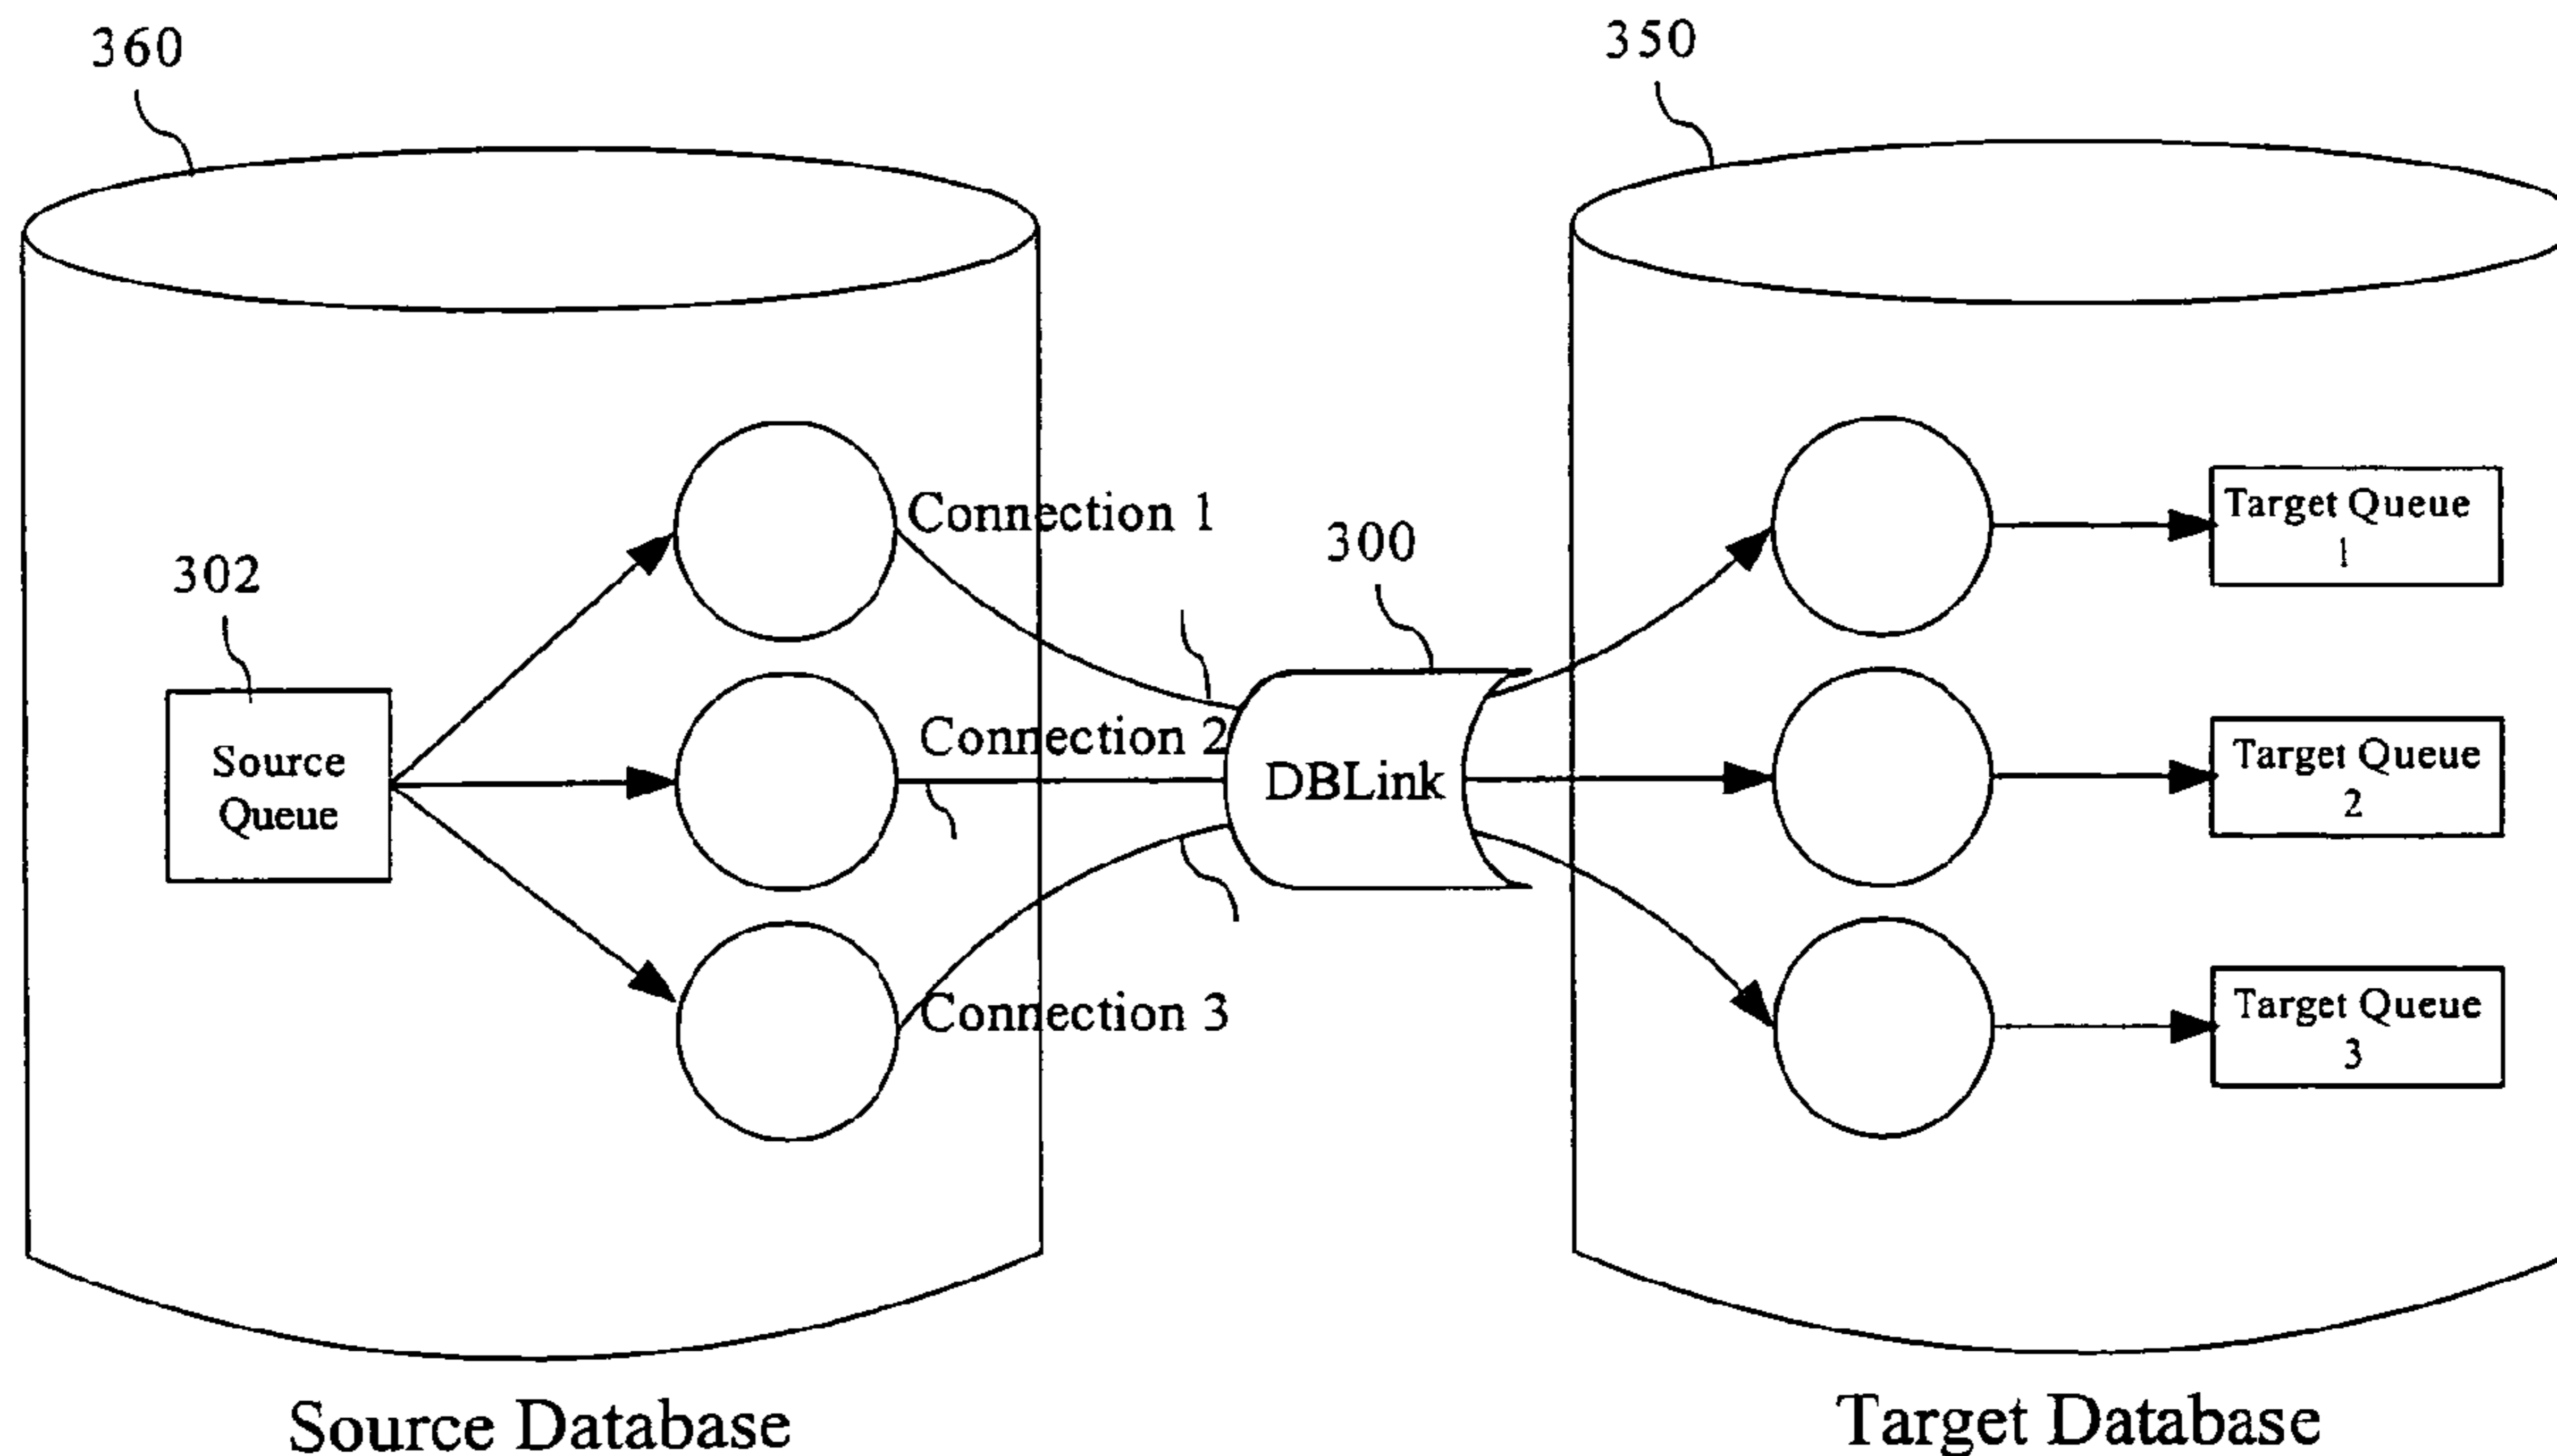 360
350
Connection 1
300
Target Queue
1
302
Source
Queue
Connection 2
DBLink
Target Queue
2
Connection 3
Target Queue
3
Source Database
Target Database